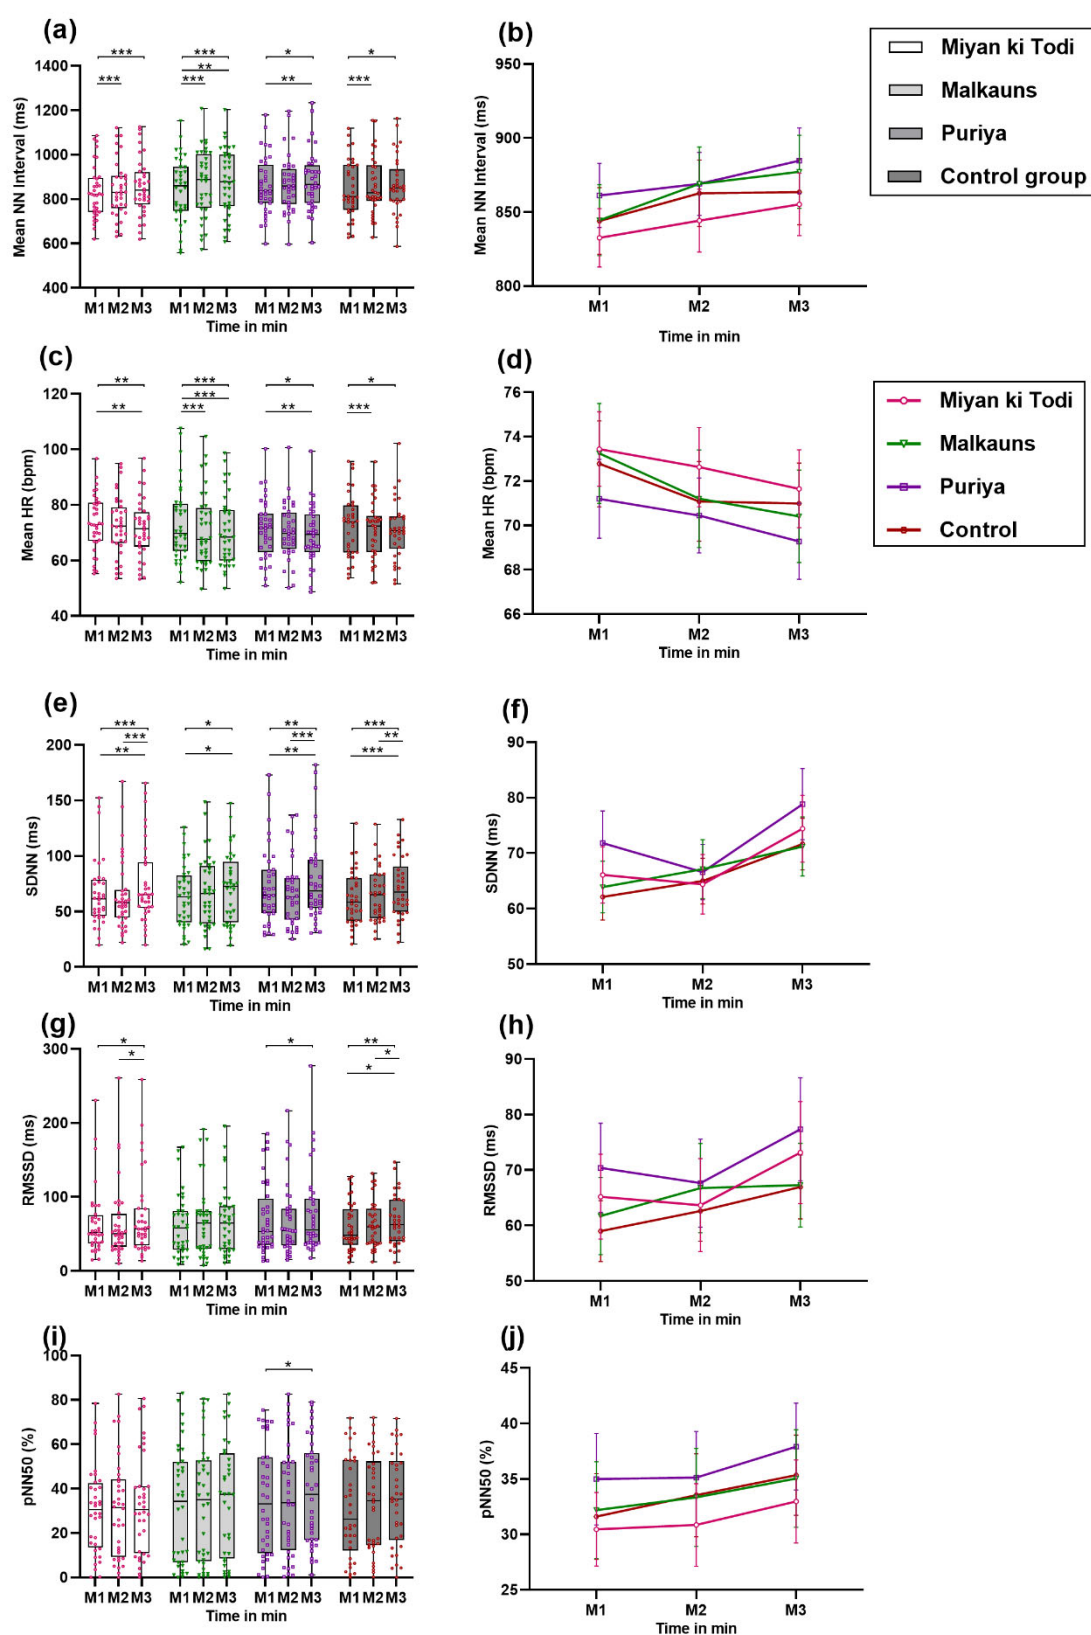 (a)
Mean NN Interval (ms)
1400
1200
1000
800
600
400
*** * * ***
*** ** *** ** ***
M1 M2 M3 M1 M2 M3 M1 M2 M3 M1 M2 M3
Time in min
(b)
Mean NN Interval (ms)
950
900
850
800
M1 M2 M3
Time in min
Miyan ki Todi
Malkauns
Puriya
Control group
(c)
Mean HR (bpm)
120
100
80
60
40
** *** * *
** *** *** ** ***
M1 M2 M3 M1 M2 M3 M1 M2 M3 M1 M2 M3
Time in min
(d)
Mean HR (bpm)
76
74
72
70
68
66
M1 M2 M3
Time in min
Miyan ki Todi
Malkauns
Puriya
Control
(e)
SDNN (ms)
200
150
100
50
0
*** * ** ***
*** *** **
** * ** ***
M1 M2 M3 M1 M2 M3 M1 M2 M3 M1 M2 M3
Time in min
(f)
SDNN (ms)
90
80
70
60
50
M1 M2 M3
Time in min
(g)
RMSSD (ms)
300
200
100
0
* * **
* *
*
M1 M2 M3 M1 M2 M3 M1 M2 M3 M1 M2 M3
Time in min
(h)
RMSSD (ms)
90
80
70
60
50
M1 M2 M3
Time in min
(i)
pNN50 (%)
100
80
60
40
20
0
*
M1 M2 M3 M1 M2 M3 M1 M2 M3 M1 M2 M3
Time in min
(j)
pNN50 (%)
45
40
35
30
25
M1 M2 M3
Time in min